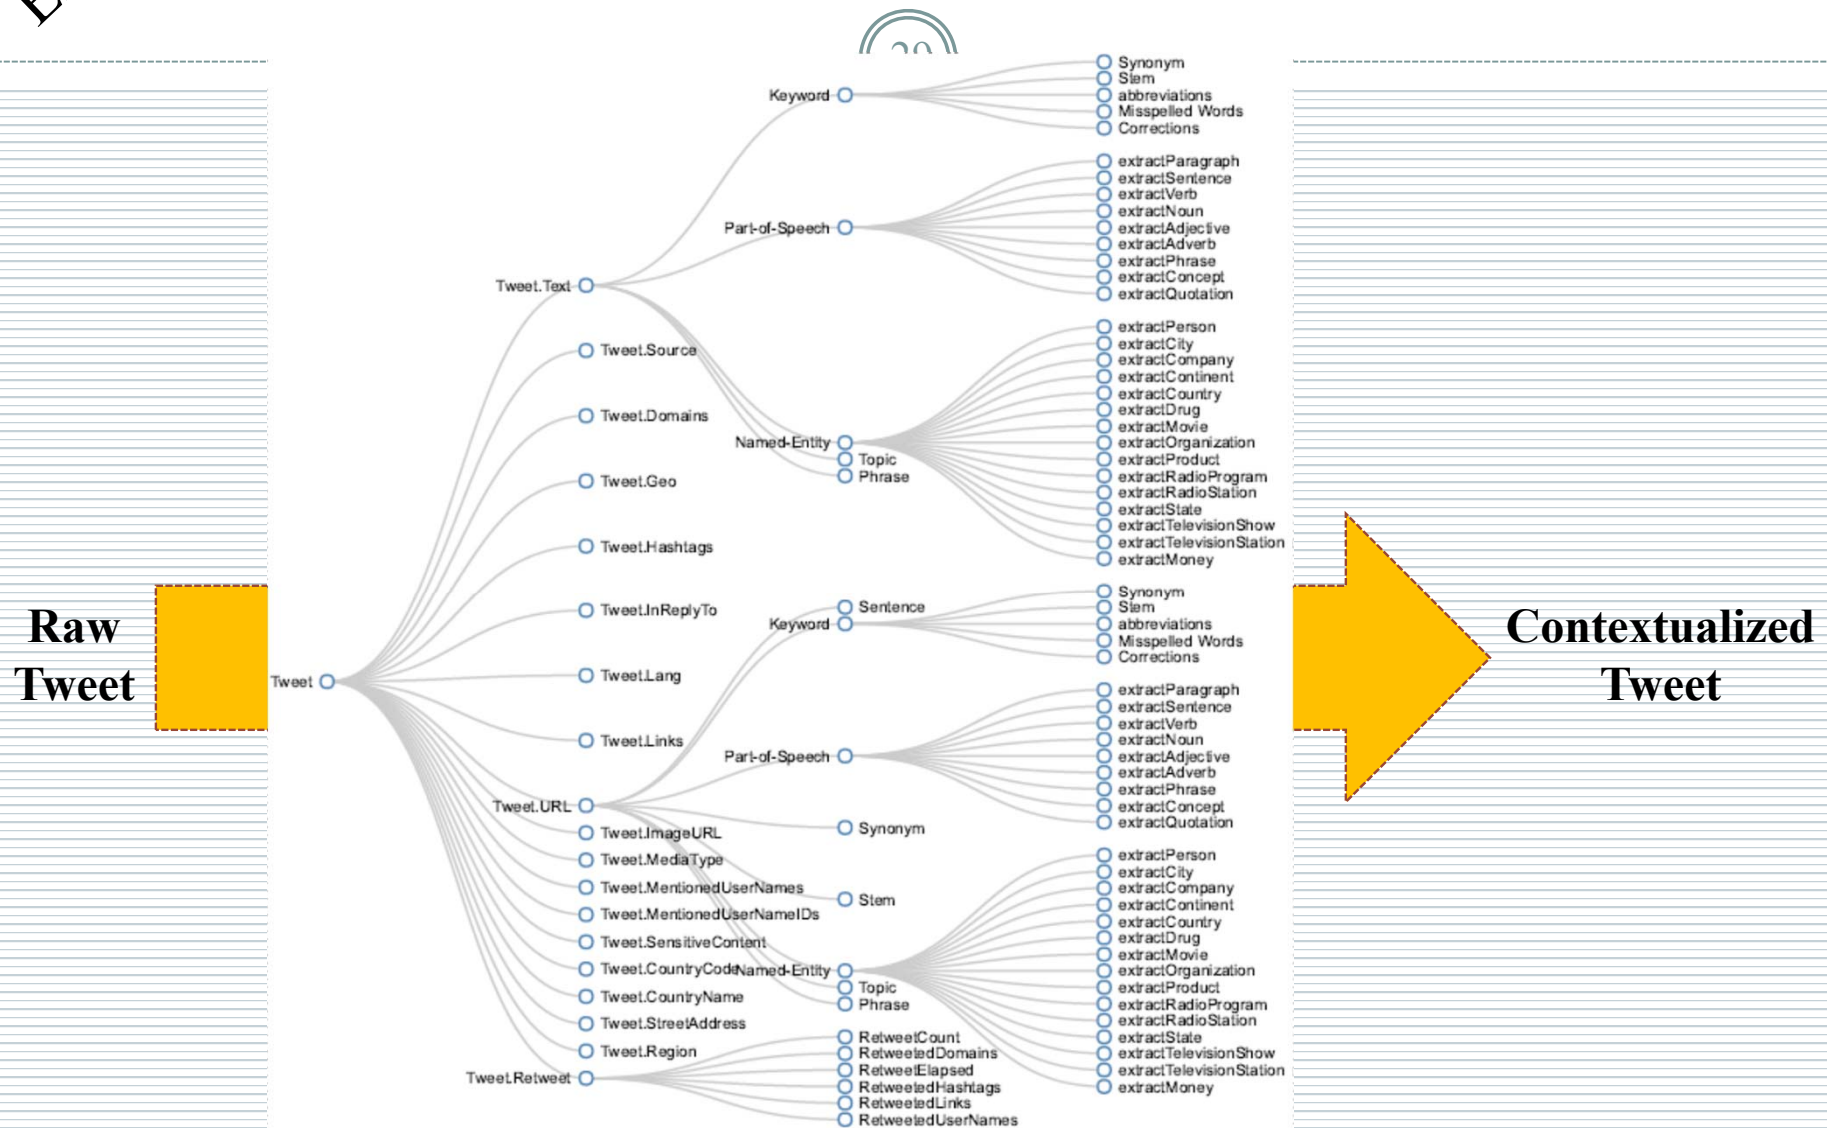 Synonym
Stem
Keyword
abbreviations
Misspelled Words
Corrections
extractParagraph
extractSentence
extractVerb
extractNoun
Part-of-Speech
extractAdjective
extractAdverb
extractPhrase
extractConcept
Tweet.Text
extractQuotation
extractPerson
extractCity
Tweet.Source
extractCompany
extractContinent
extractCountry
extractDrug
Tweet.Domains
extractMovie
Named-Entity
extractOrganization
Topic
extractProduct
Phrase
extractRadioProgram
Tweet.Geo
extractRadioStation
extractState
extractTelevisionShow
extractTelevisionStation
Tweet.Hashtags
extractMoney
Synonym
Sentence
Stem
Tweet.InReplyTo
Keyword
abbreviations
Misspelled Words
Corrections
Raw
Tweet
Contextualized
Tweet
Tweet
Tweet.Lang
extractParagraph
extractSentence
extractVerb
Tweet.Links
extractNoun
Part-of-Speech
extractAdjective
extractAdverb
extractPhrase
Tweet.URL
extractConcept
extractQuotation
Synonym
Tweet.ImageURL
extractPerson
Tweet.MediaType
extractCity
Tweet.MentionedUserNames
extractCompany
Stem
extractContinent
Tweet.MentionedUserNameIDs
extractCountry
extractDrug
Tweet.SensitiveContent
extractMovie
Tweet.CountryCode
Named-Entity
extractOrganization
Topic
extractProduct
Tweet.CountryName
Phrase
extractRadioProgram
Tweet.StreetAddress
extractRadioStation
RetweetCount
extractState
Tweet.Region
RetweetedDomains
extractTelevisionShow
RetweetElapsed
extractTelevisionStation
Tweet.Retweet
RetweetedHashtags
extractMoney
RetweetedLinks
RetweetedUserNames